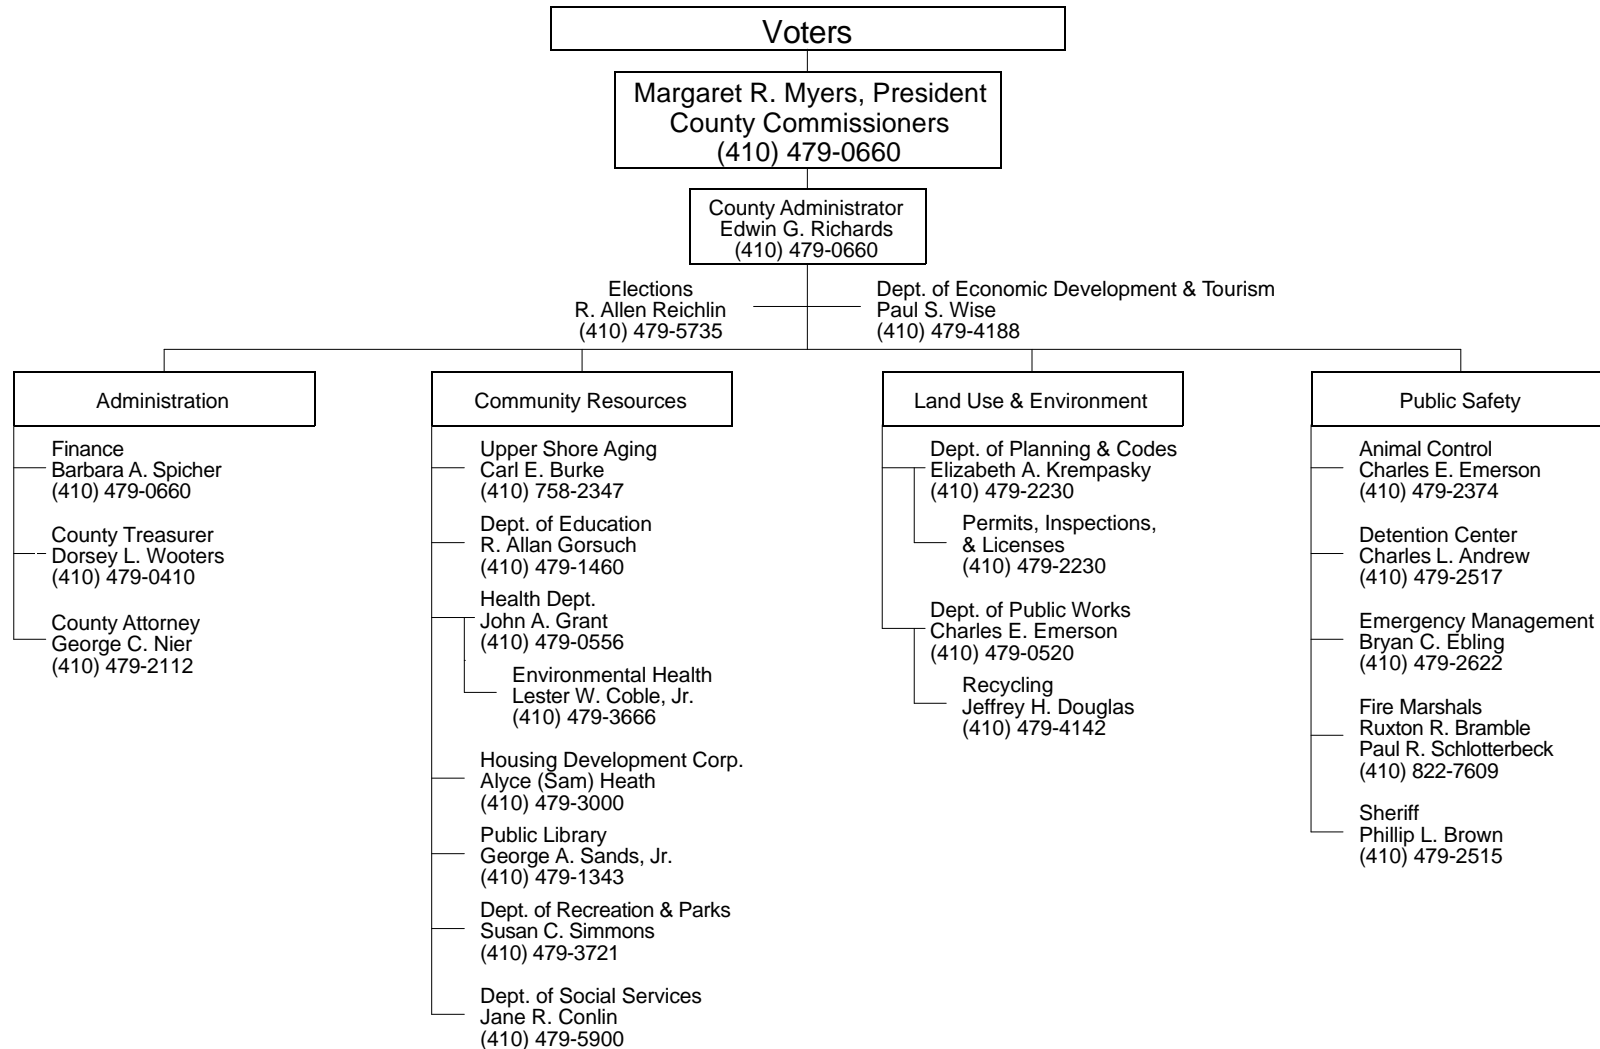 Voters
Margaret R. Myers, President
County Commissioners
(410) 479-0660
County Administrator
Edwin G. Richards
(410) 479-0660
Elections
R. Allen Reichlin
(410) 479-5735
Dept. of Economic Development & Tourism
Paul S. Wise
(410) 479-4188
Administration
Finance
Barbara A. Spicher
(410) 479-0660
County Treasurer
Dorsey L. Wooters
(410) 479-0410
County Attorney
George C. Nier
(410) 479-2112
Community Resources
Upper Shore Aging
Carl E. Burke
(410) 758-2347
Dept. of Education
R. Allan Gorsuch
(410) 479-1460
Health Dept.
John A. Grant
(410) 479-0556
Environmental Health
Lester W. Coble, Jr.
(410) 479-3666
Housing Development Corp.
Alyce (Sam) Heath
(410) 479-3000
Public Library
George A. Sands, Jr.
(410) 479-1343
Dept. of Recreation & Parks
Susan C. Simmons
(410) 479-3721
Dept. of Social Services
Jane R. Conlin
(410) 479-5900
Land Use & Environment
Dept. of Planning & Codes
Elizabeth A. Krempasky
(410) 479-2230
Permits, Inspections,
& Licenses
(410) 479-2230
Dept. of Public Works
Charles E. Emerson
(410) 479-0520
Recycling
Jeffrey H. Douglas
(410) 479-4142
Public Safety
Animal Control
Charles E. Emerson
(410) 479-2374
Detention Center
Charles L. Andrew
(410) 479-2517
Emergency Management
Bryan C. Ebling
(410) 479-2622
Fire Marshals
Ruxton R. Bramble
Paul R. Schlotterbeck
(410) 822-7609
Sheriff
Phillip L. Brown
(410) 479-2515